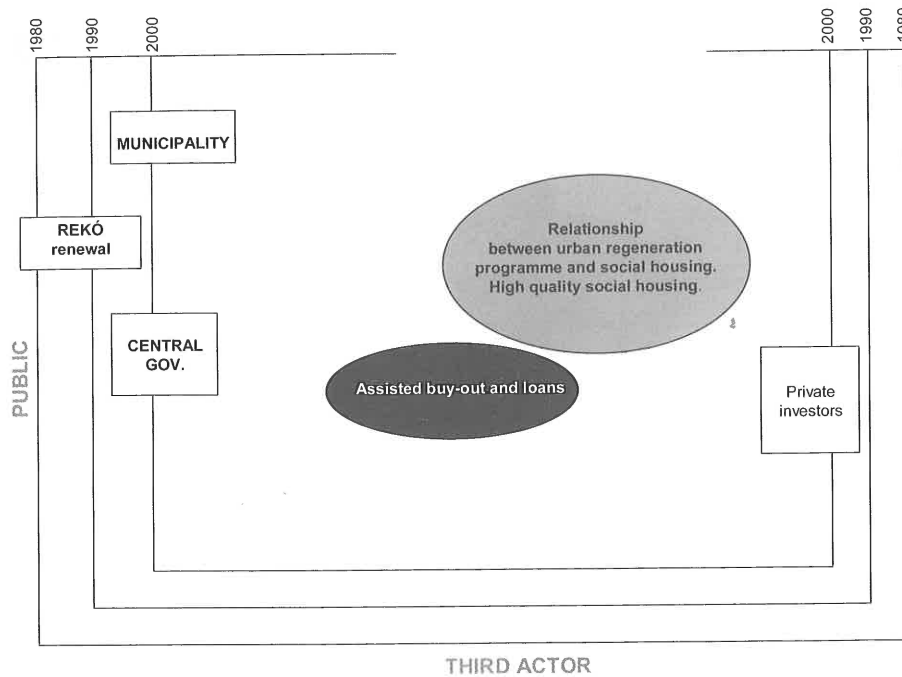 1980
1990
2000
2000
1990
1980
MUNICIPALITY
REKÓ
renewal
Relationship
between urban regeneration
programme and social housing.
High quality social housing.
CENTRAL
GOV.
Assisted buy-out and loans
Private
investors
PUBLIC
THIRD ACTOR